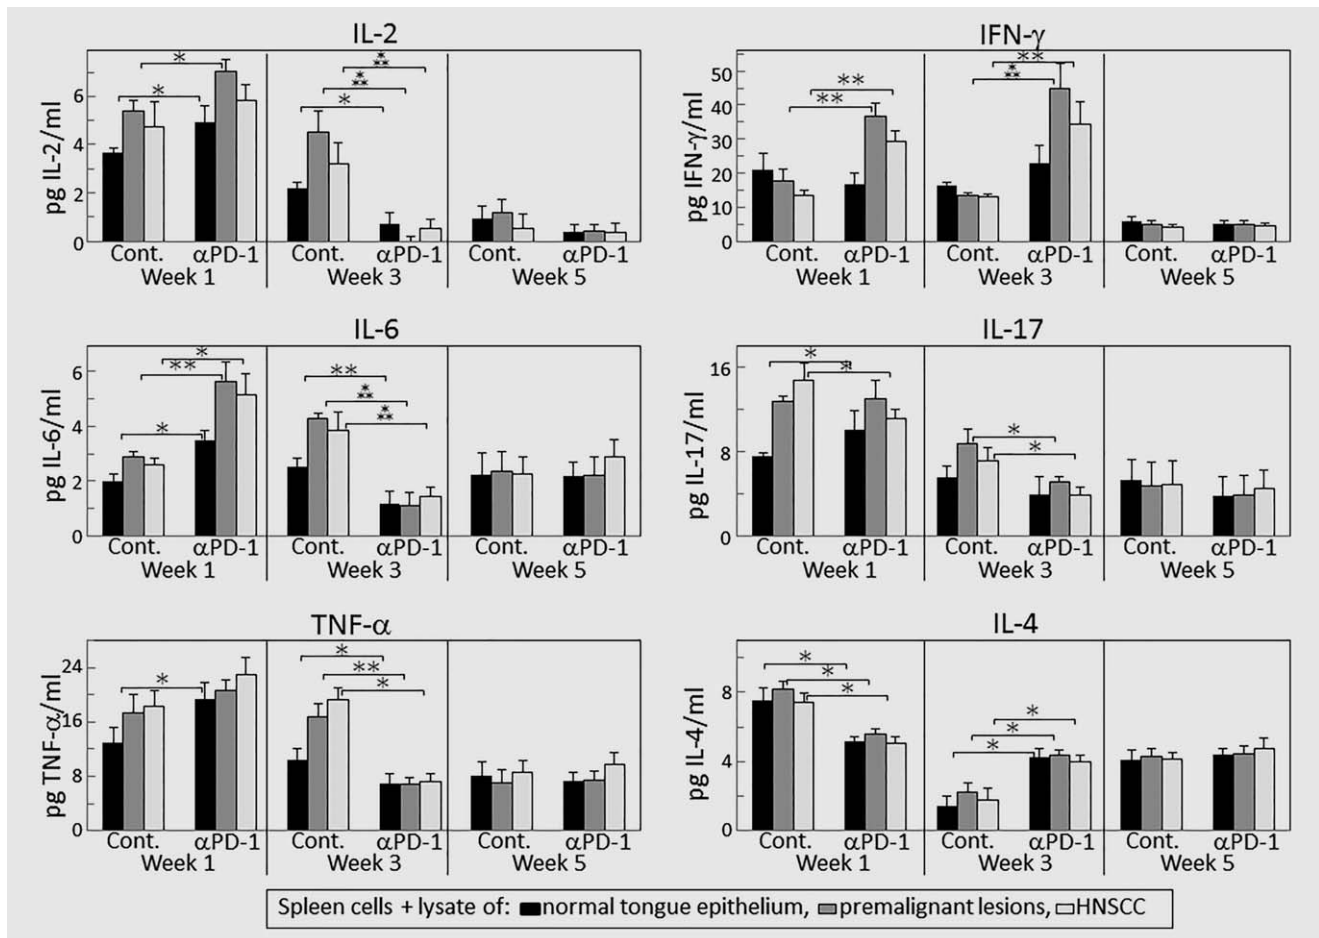 IL-2
pg IL-2/ml
6
4
2
0
* * * ⁂ ⁂
Cont. αPD-1 Cont. αPD-1 Cont. αPD-1
Week 1 Week 3 Week 5
IFN-γ
pg IFN-γ/ml
50
40
30
20
10
0
** ** ⁂ **
Cont. αPD-1 Cont. αPD-1 Cont. αPD-1
Week 1 Week 3 Week 5
IL-6
pg IL-6/ml
6
4
2
0
* ** * ** ⁂ ⁂
Cont. αPD-1 Cont. αPD-1 Cont. αPD-1
Week 1 Week 3 Week 5
IL-17
pg IL-17/ml
16
8
0
* * * *
Cont. αPD-1 Cont. αPD-1 Cont. αPD-1
Week 1 Week 3 Week 5
TNF-α
pg TNF-α/ml
24
16
8
0
* * ** *
Cont. αPD-1 Cont. αPD-1 Cont. αPD-1
Week 1 Week 3 Week 5
IL-4
pg IL-4/ml
8
4
0
* * * * * *
Cont. αPD-1 Cont. αPD-1 Cont. αPD-1
Week 1 Week 3 Week 5
Spleen cells + lysate of: normal tongue epithelium, premalignant lesions, HNSCC